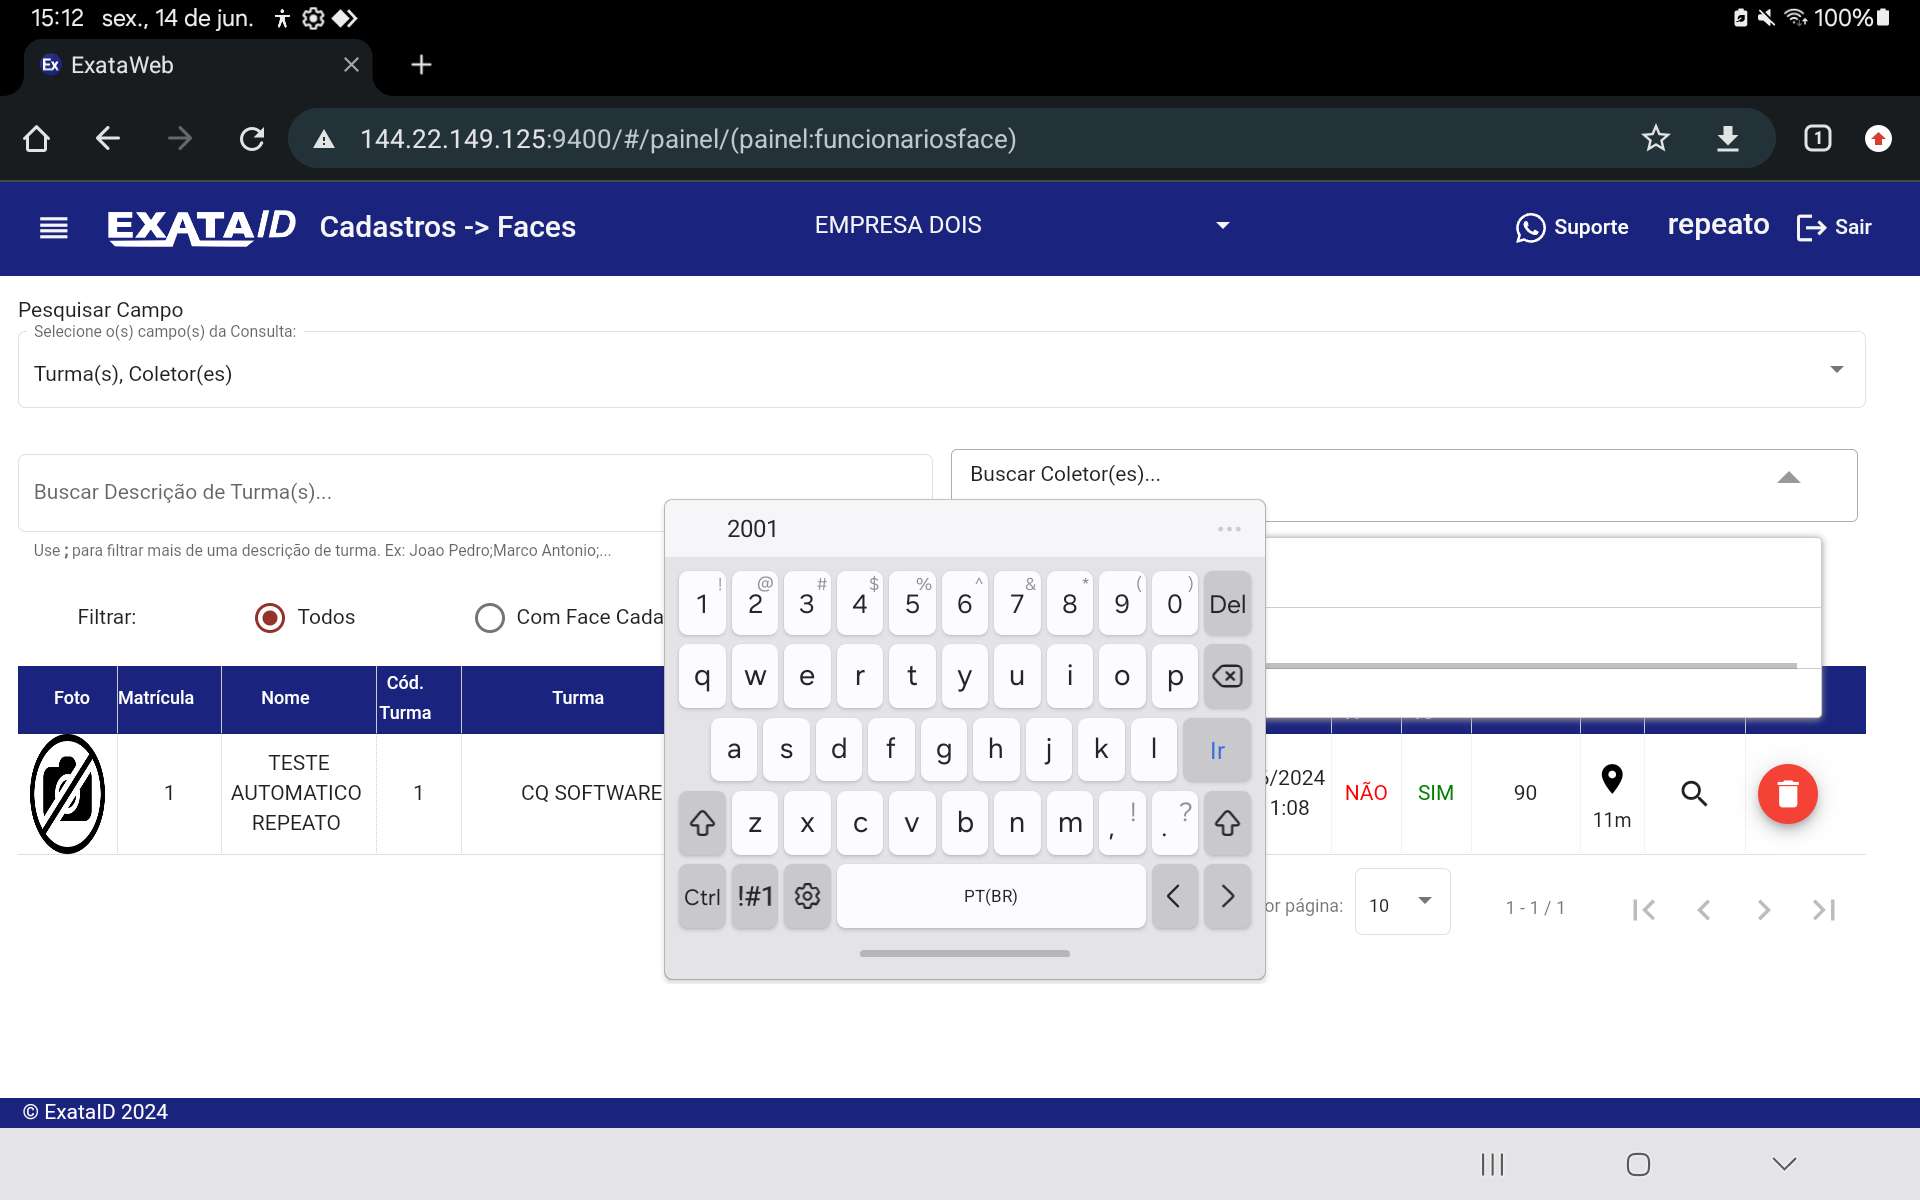 15:12 sex., 14 de jun. 100%
Ex ExataWeb
144.22.149.125:9400/#/painel/(painel:funcionariosface) 1
EXATAID Cadastros -> Faces EMPRESA DOIS Suporte repeato Sair
Pesquisar Campo
Selecione o(s) campo(s) da Consulta:
Turma(s), Coletor(es)
Buscar Descrição de Turma(s)...
Buscar Coletor(es)...
Use ; para filtrar mais de uma descrição de turma. Ex: Joao Pedro;Marco Antonio;...
Filtrar: Todos Com Face Cada
Foto Matrícula Nome Cód. Turma Turma
1 TESTE AUTOMATICO REPEATO 1 CQ SOFTWARE /2024 1:08 NÃO SIM 90 11m
or página: 10 1 - 1 / 1
2001 ...
! @ # $ % ^ & * ( )
1 2 3 4 5 6 7 8 9 0 Del
q w e r t y u i o p
a s d f g h j k l Ir
z x c v b n m , ! . ?
Ctrl !#1 PT(BR) < >
© ExataID 2024